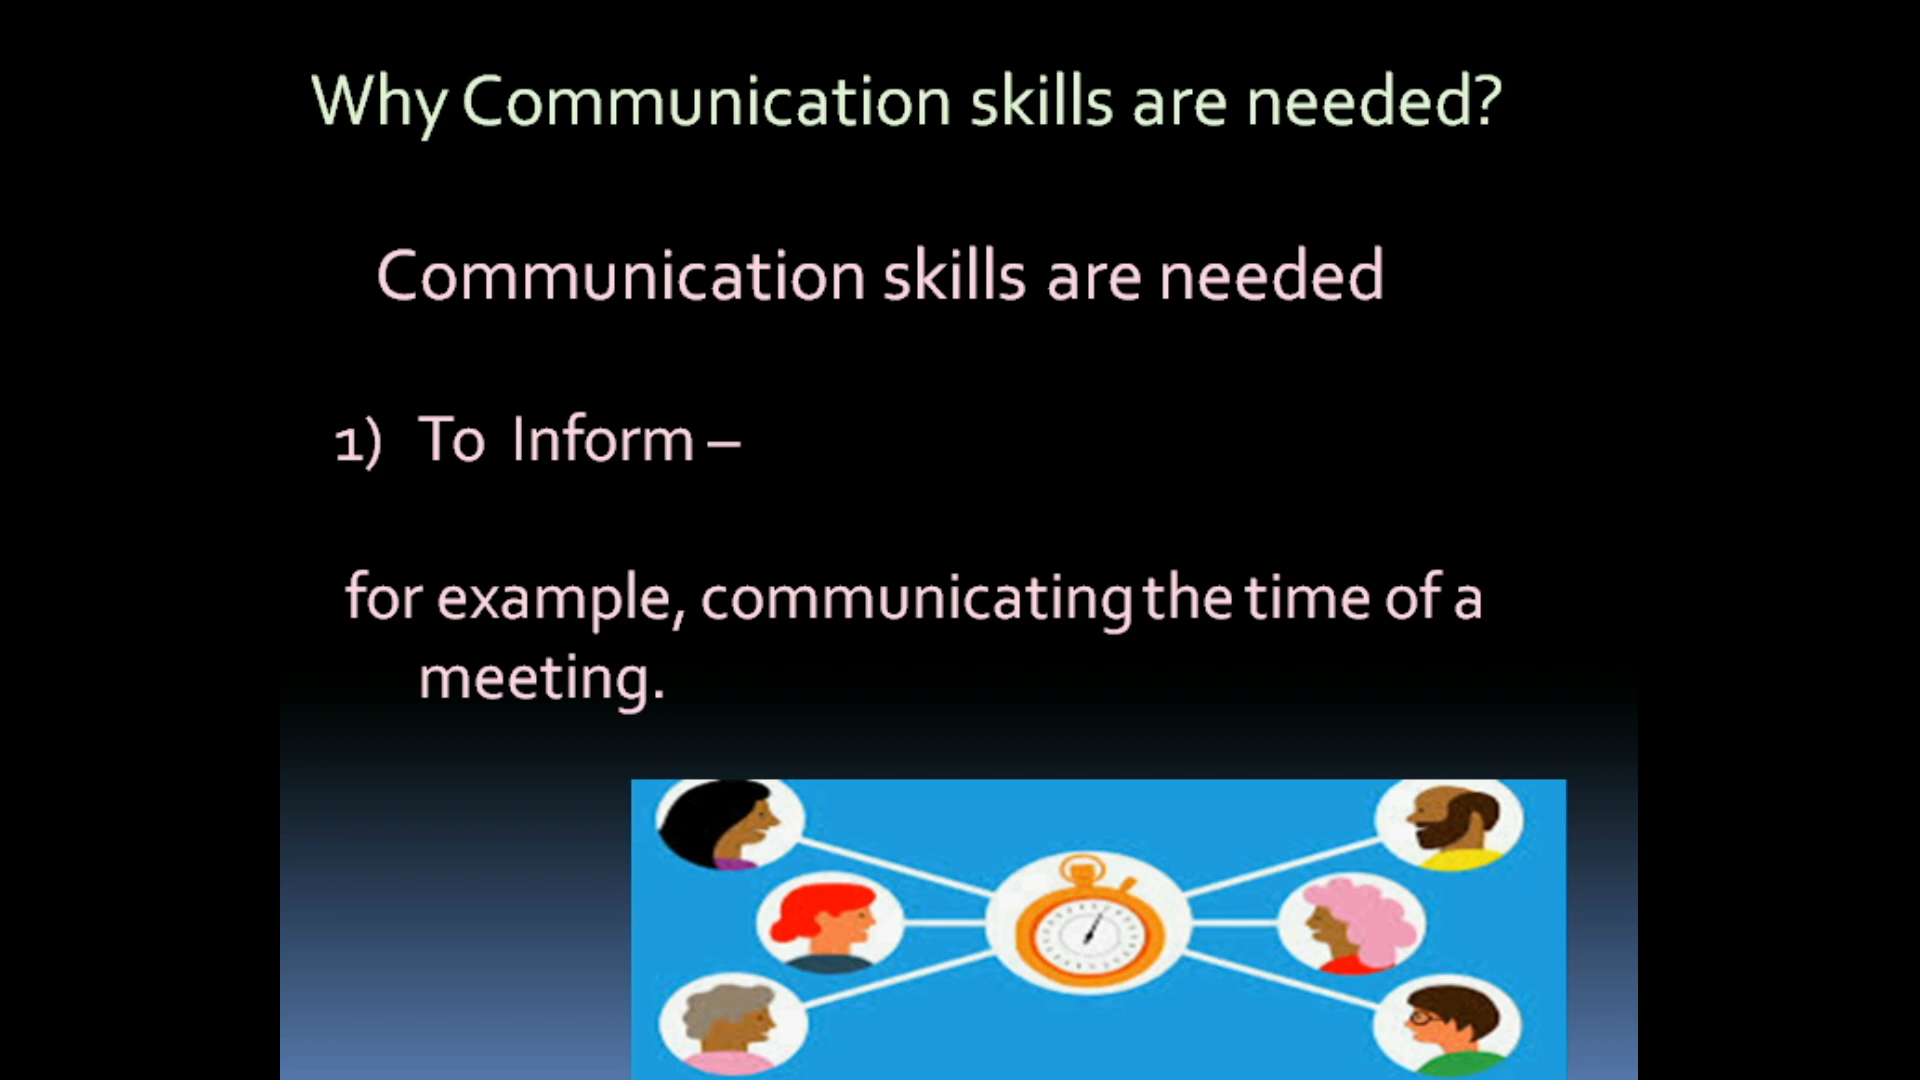 Why Communication skills are needed?
Communication skills are needed
1) To Inform –
for example, communicating the time of a
meeting.